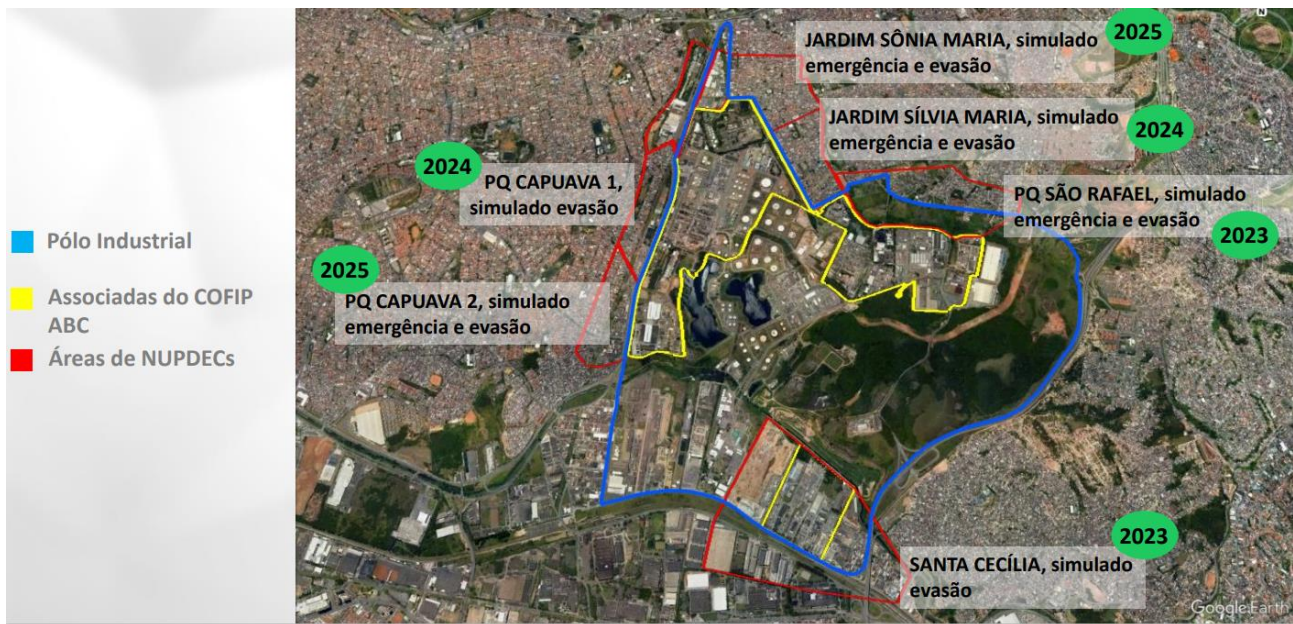 N
2025
JARDIM SÔNIA MARIA, simulado
emergência e evasão
JARDIM SÍLVIA MARIA, simulado
emergência e evasão
2024
2024
PQ CAPUAVA 1,
simulado evasão
PQ SÃO RAFAEL, simulado
emergência e evasão
2023
Pólo Industrial
2025
Associadas do COFIP
ABC
PQ CAPUAVA 2, simulado
emergência e evasão
Áreas de NUPDECs
2023
SANTA CECÍLIA, simulado
evasão
Google Earth